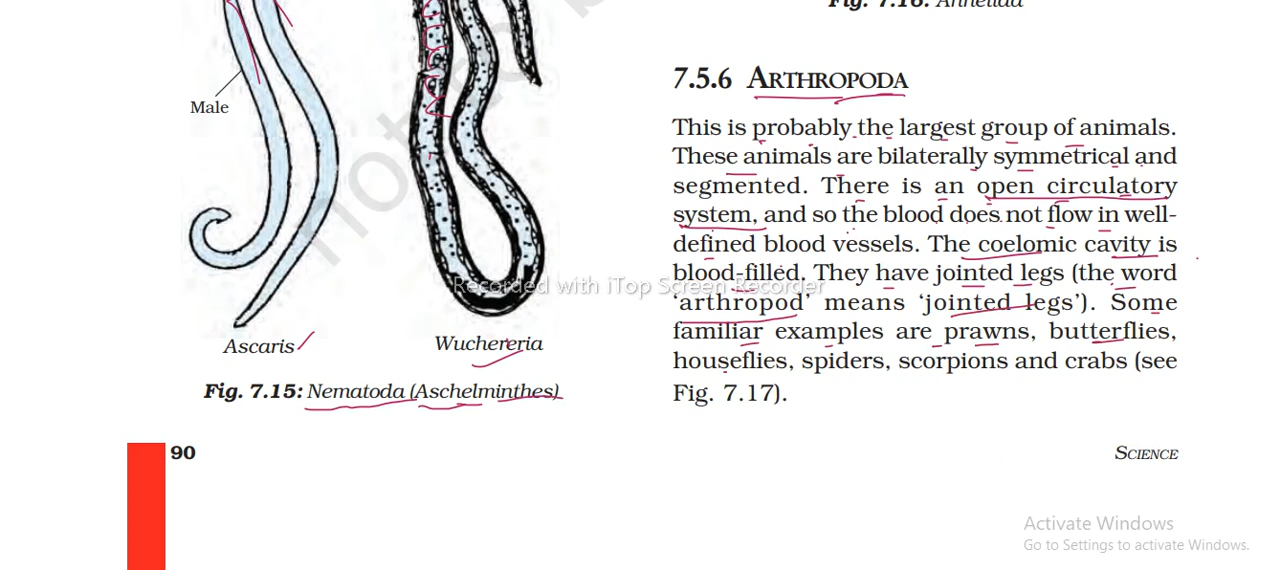 Fig. 7.16: Annelida
Male
not
b
Ascaris
Wuchereria
Fig. 7.15: Nematoda (Aschelminthes)
7.5.6 ARTHROPODA
This is probably the largest group of animals.
These animals are bilaterally symmetrical and
segmented. There is an open circulatory
system, and so the blood does not flow in well-
defined blood vessels. The coelomic cavity is
blood-filled. They have jointed legs (the word
‘arthropod’ means ‘jointed legs’). Some
familiar examples are prawns, butterflies,
houseflies, spiders, scorpions and crabs (see
Fig. 7.17).
Recorded with iTop Screen Recorder
90
SCIENCE
Activate Windows
Go to Settings to activate Windows.